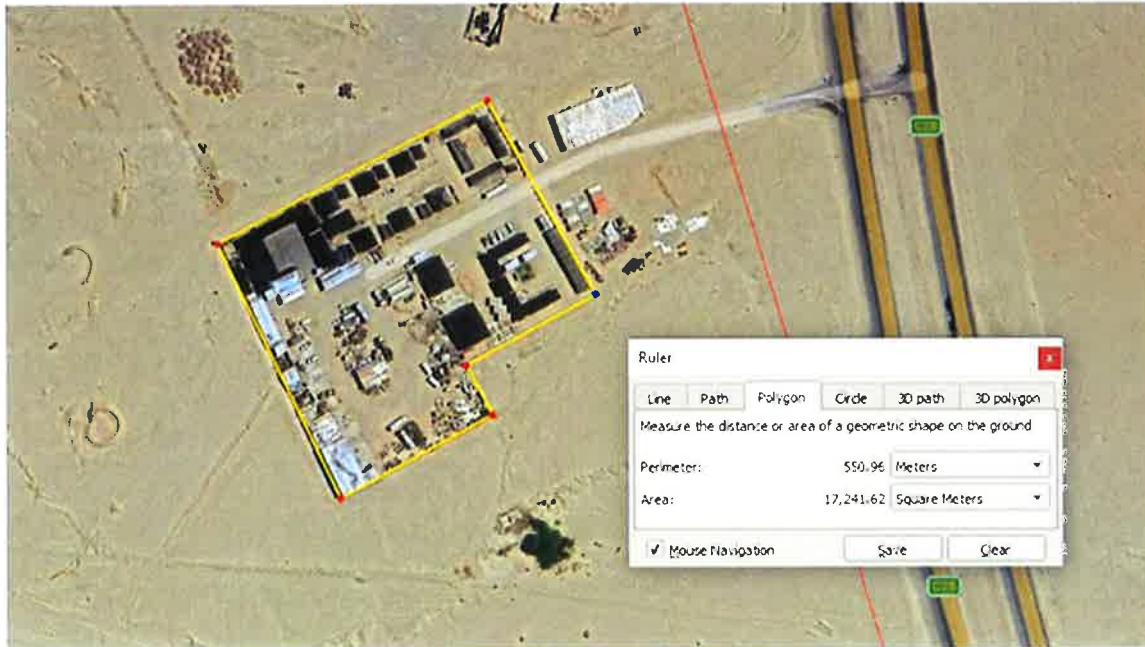 Ruler
Line Path Polygon Circle 3D path 3D polygon
Measure the distance or area of a geometric shape on the ground
Perimeter: 550.96 Meters
Area: 17,241.62 Square Meters
Mouse Navigation Save Clear